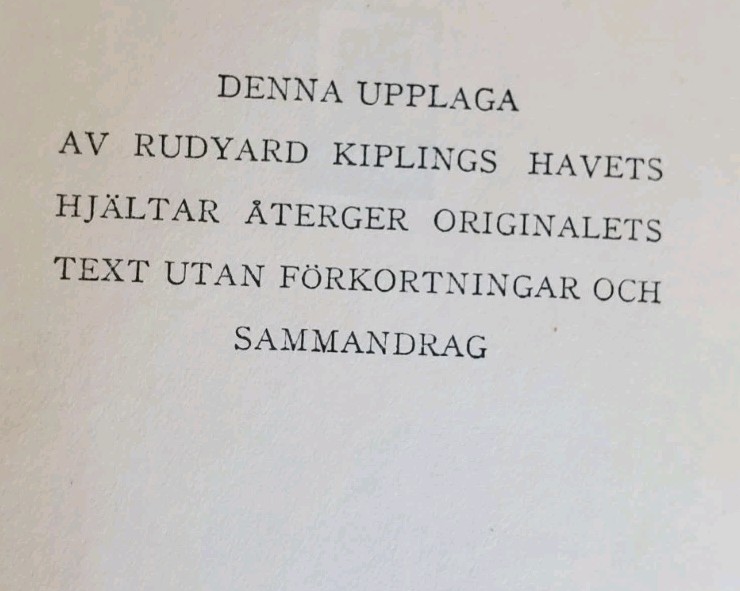 DENNA UPPLAGA
AV RUDYARD KIPLINGS HAVETS
HJÄLTAR ÅTERGER ORIGINALETS
TEXT UTAN FÖRKORTNINGAR OCH
SAMMANDRAG